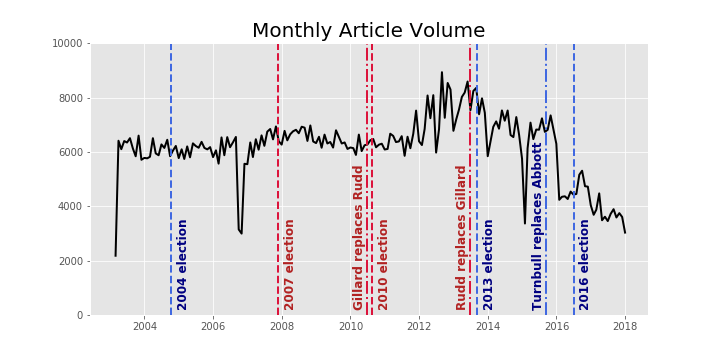 Monthly Article Volume
10000
8000
6000
4000
2000
0
2004 election
2007 election
Gillard replaces Rudd
2010 election
Rudd replaces Gillard
2013 election
Turnbull replaces Abbott
2016 election
2004
2006
2008
2010
2012
2014
2016
2018